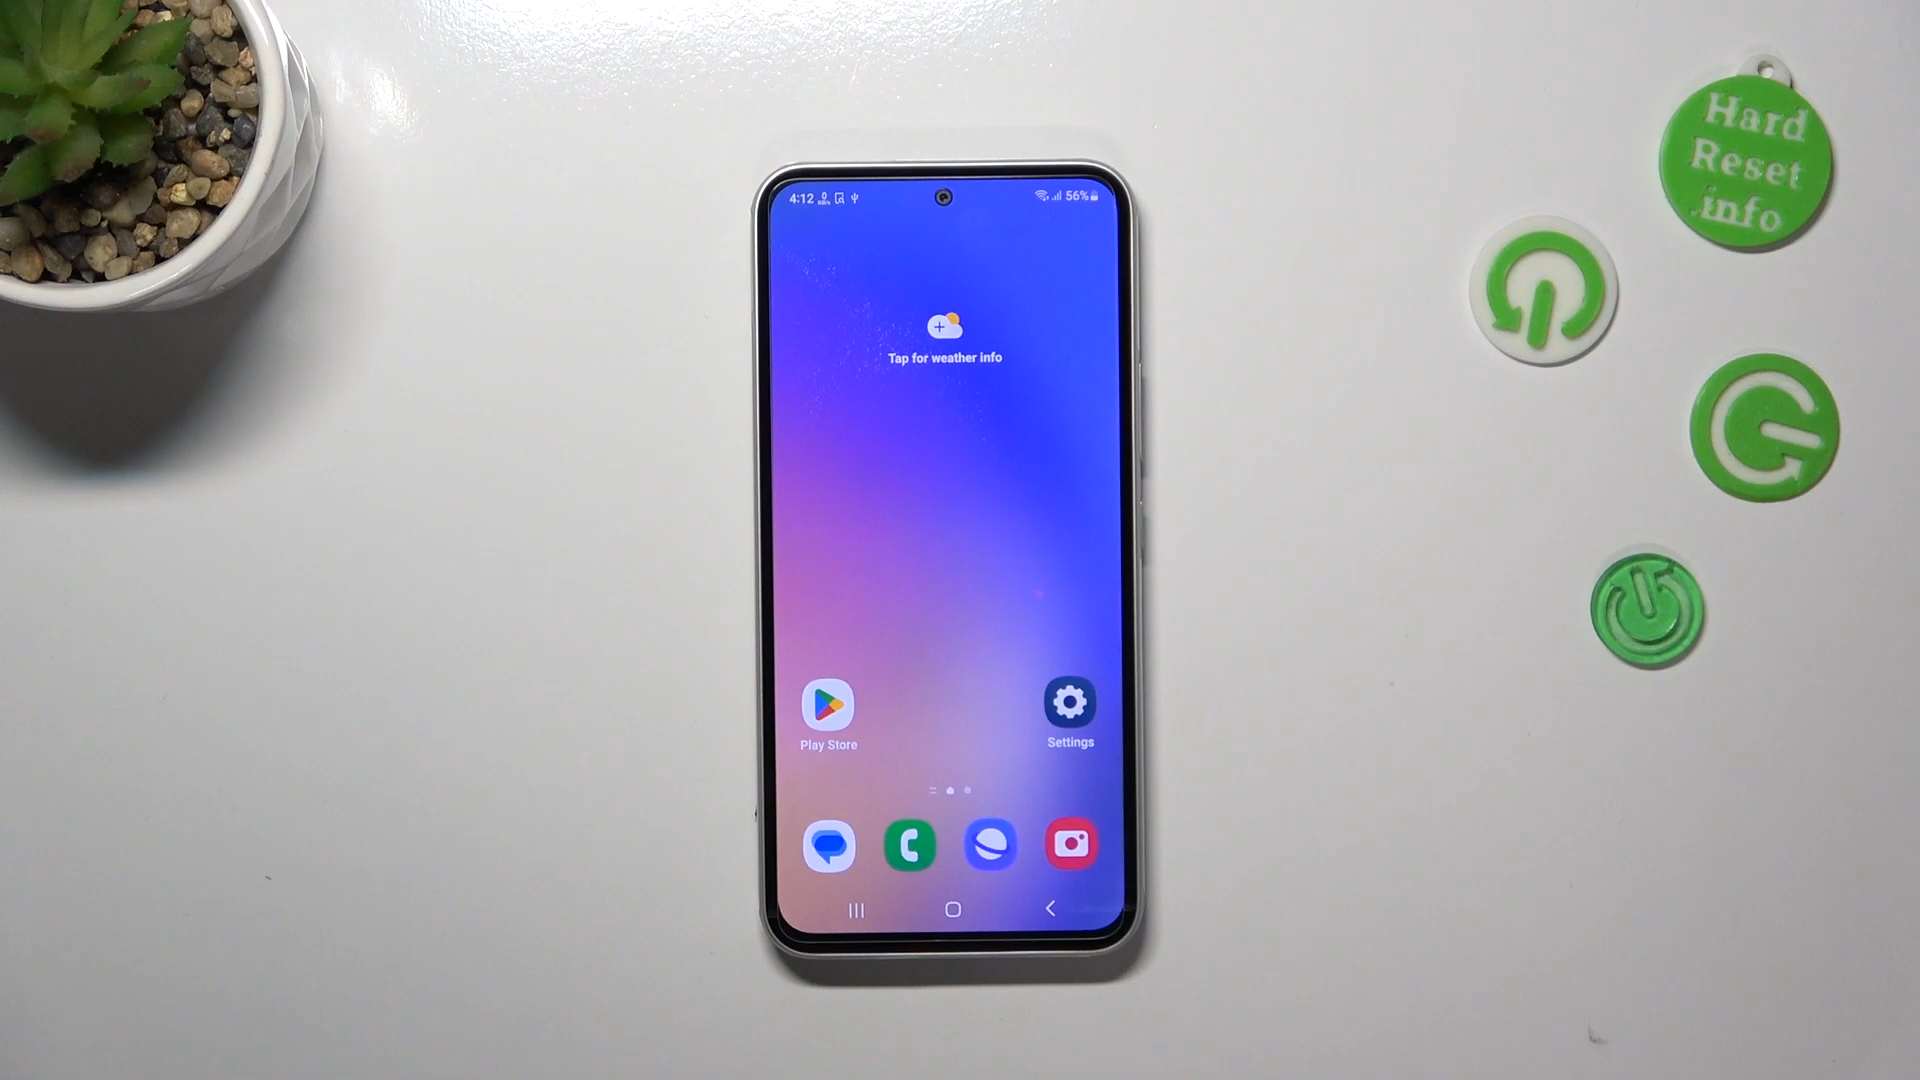 Hard
Reset
info
4:12
56%
Tap for weather info
Play Store
Settings